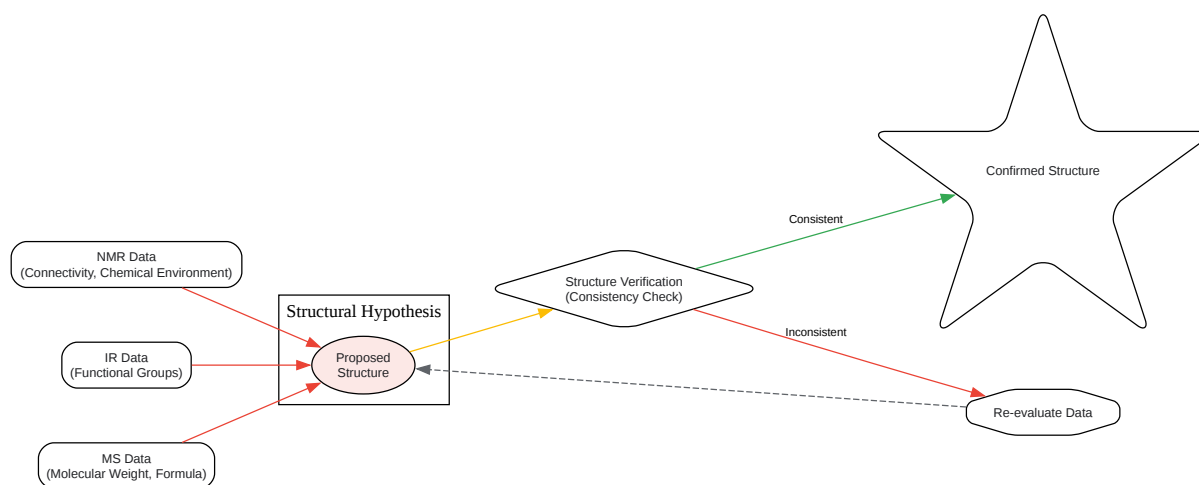 NMR Data
(Connectivity, Chemical Environment)
IR Data
(Functional Groups)
MS Data
(Molecular Weight, Formula)
Structural Hypothesis
Proposed
Structure
Structure Verification
(Consistency Check)
Consistent
Inconsistent
Confirmed Structure
Re-evaluate Data